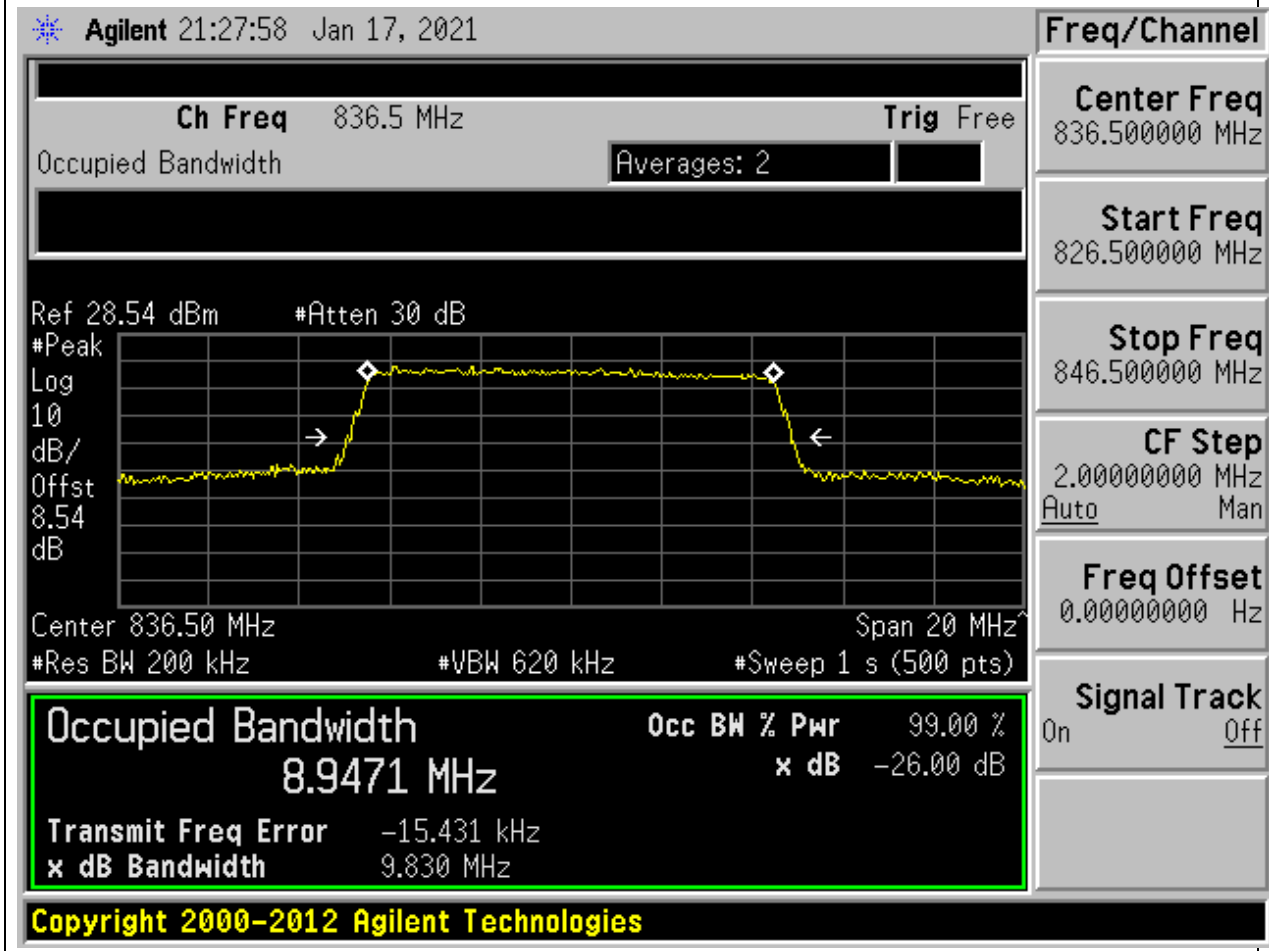 Agilent 21:27:58 Jan 17, 2021
Ch Freq 836.5 MHz Trig Free
Occupied Bandwidth Averages: 2
Ref 28.54 dBm #Atten 30 dB
#Peak
Log
10
dB/
Offst
8.54
dB
Center 836.50 MHz Span 20 MHz^
#Res BW 200 kHz #VBW 620 kHz #Sweep 1 s (500 pts)
Occupied Bandwidth Occ BW % Pwr 99.00 %
8.9471 MHz x dB -26.00 dB
Transmit Freq Error -15.431 kHz
x dB Bandwidth 9.830 MHz
Copyright 2000-2012 Agilent Technologies
Freq/Channel
Center Freq
836.500000 MHz
Start Freq
826.500000 MHz
Stop Freq
846.500000 MHz
CF Step
2.00000000 MHz
Auto Man
Freq Offset
0.00000000 Hz
Signal Track
On Off